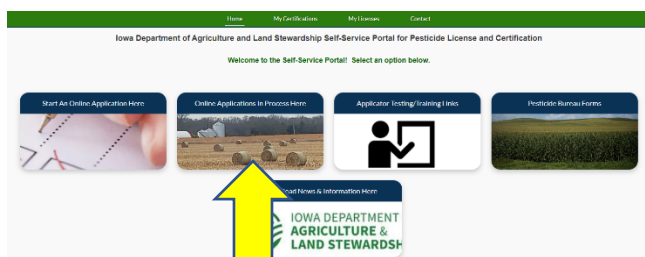 Home My Certifications My Licenses Contact
Iowa Department of Agriculture and Land Stewardship Self-Service Portal for Pesticide License and Certification
Welcome to the Self-Service Portal! Select an option below.
Start An Online Application Here Online Applications In Process Here Applicator Testing/Training Links Pesticide Bureau Forms
Read News & Information Here
IOWA DEPARTMENT
AGRICULTURE &
LAND STEWARDSH